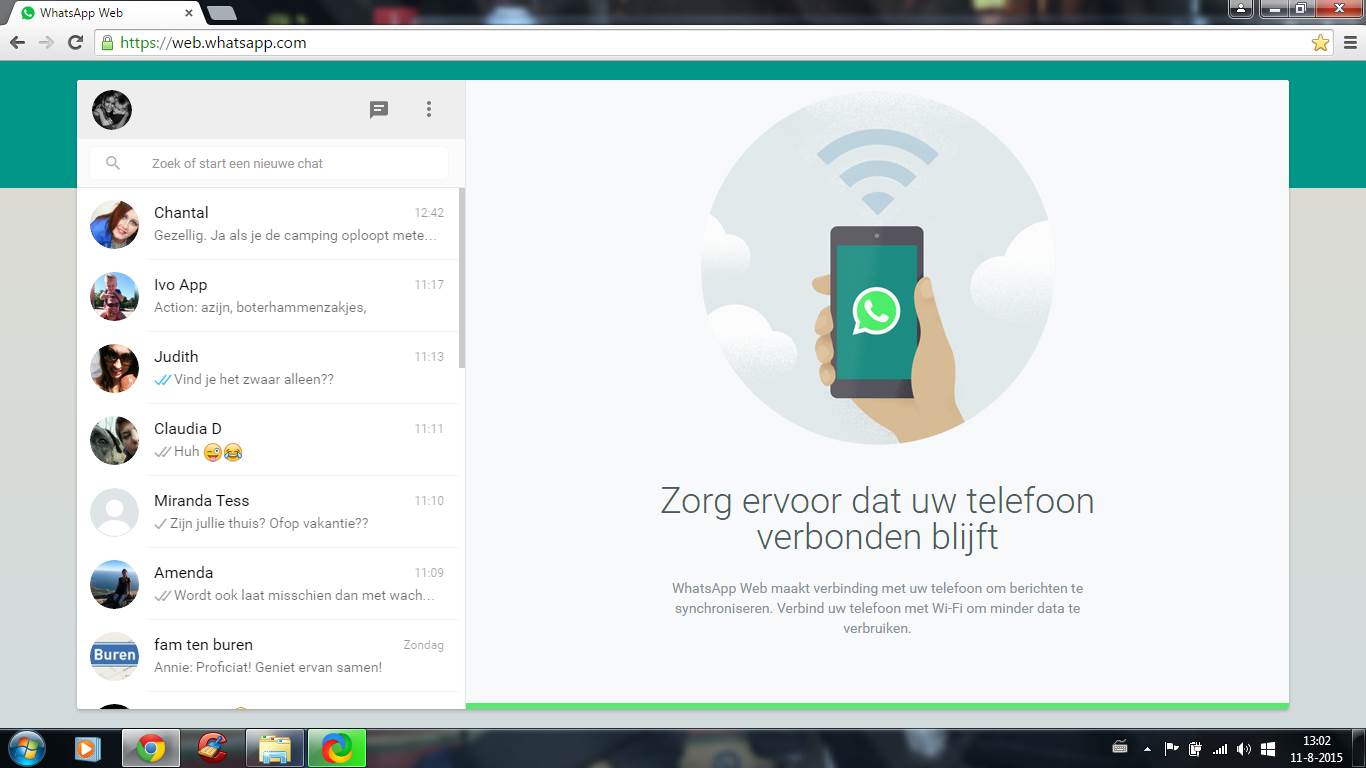 WhatsApp Web
https://web.whatsapp.com
Zoek of start een nieuwe chat
Chantal 12:42
Gezellig. Ja als je de camping oploopt mete...
Ivo App 11:17
Action: azijn, boterhammenzakjes,
Judith 11:13
Vind je het zwaar alleen??
Claudia D 11:11
Huh 😜😂
Miranda Tess 11:10
Zijn jullie thuis? Ofop vakantie??
Amenda 11:09
Wordt ook laat misschien dan met wach...
Buren
fam ten buren Zondag
Annie: Proficiat! Geniet ervan samen!
Zorg ervoor dat uw telefoon
verbonden blijft
WhatsApp Web maakt verbinding met uw telefoon om berichten te
synchroniseren. Verbind uw telefoon met Wi-Fi om minder data te
verbruiken.
13:02
11-8-2015